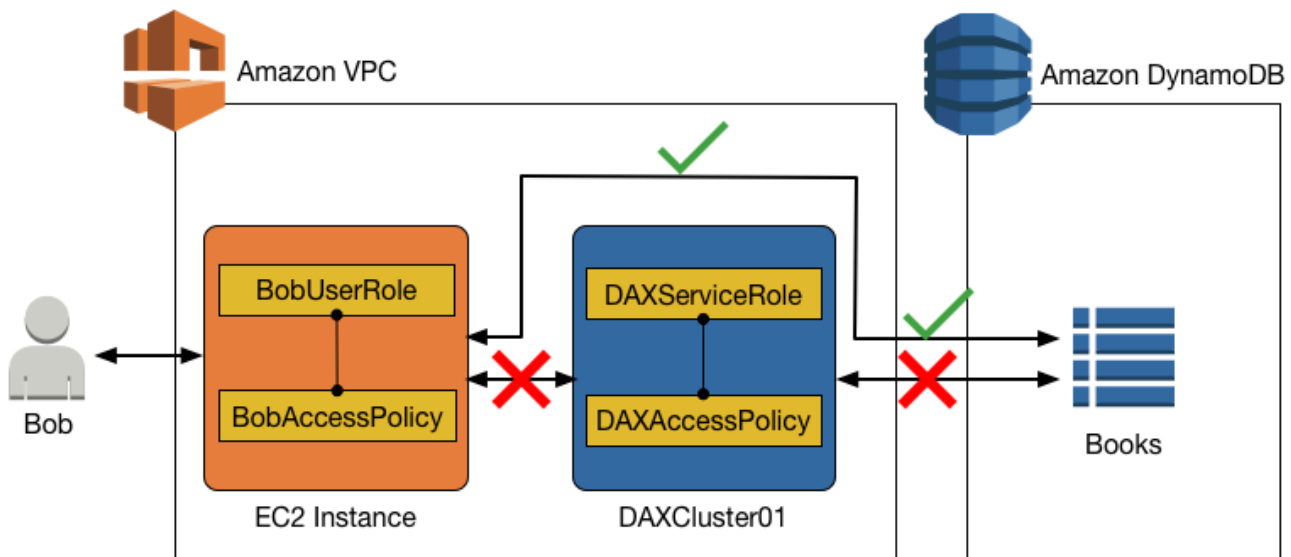 Amazon VPC
Amazon DynamoDB
BobUserRole
DAXServiceRole
BobAccessPolicy
DAXAccessPolicy
Bob
Books
EC2 Instance
DAXCluster01